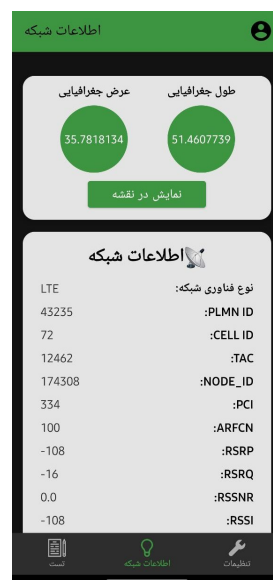 اطلاعات شبکه
طول جغرافیایی عرض جغرافیایی
51.4607739 35.7818134
نمایش در نقشه
اطلاعات شبکه
نوع فناوری شبکه: LTE
PLMN ID: 43235
CELL ID: 72
TAC: 12462
NODE_ID: 174308
PCI: 334
ARFCN: 100
RSRP: -108
RSRQ: -16
RSSNR: 0.0
RSSI: -108
تنظیمات اطلاعات شبکه تست